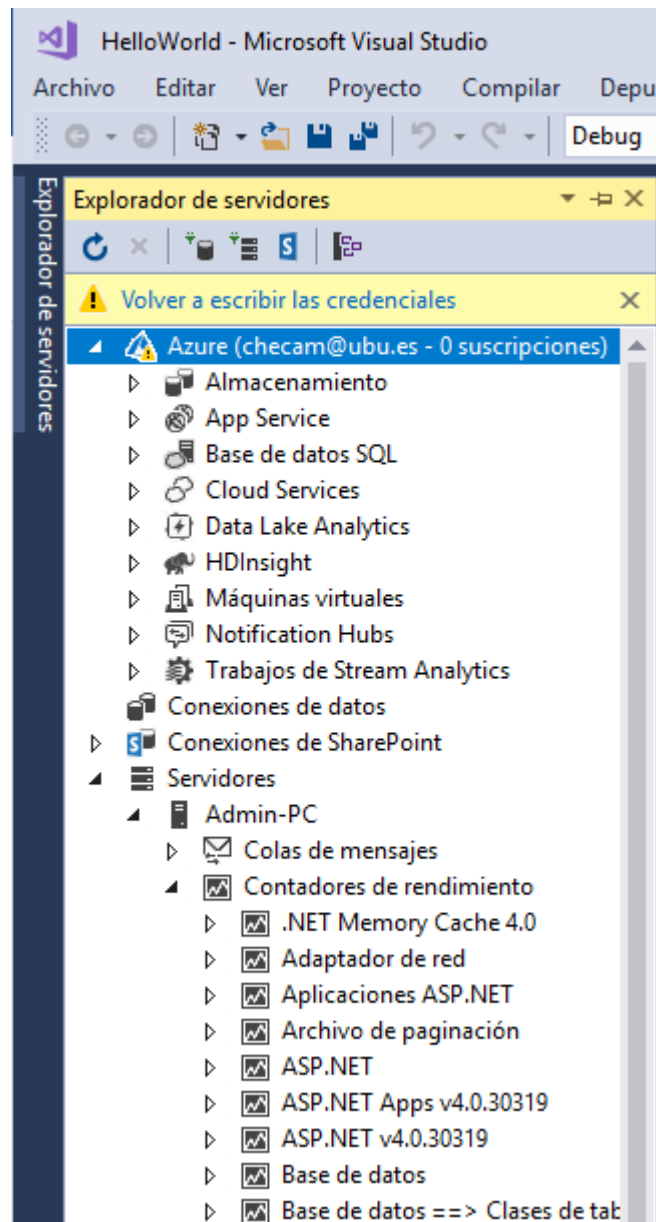 HelloWorld - Microsoft Visual Studio
Archivo Editar Ver Proyecto Compilar Depu
Debug
Explorador de servidores
Explorador de servidores
Volver a escribir las credenciales
Azure (checam@ubu.es - 0 suscripciones)
Almacenamiento
App Service
Base de datos SQL
Cloud Services
Data Lake Analytics
HDInsight
Máquinas virtuales
Notification Hubs
Trabajos de Stream Analytics
Conexiones de datos
Conexiones de SharePoint
Servidores
Admin-PC
Colas de mensajes
Contadores de rendimiento
.NET Memory Cache 4.0
Adaptador de red
Aplicaciones ASP.NET
Archivo de paginación
ASP.NET
ASP.NET Apps v4.0.30319
ASP.NET v4.0.30319
Base de datos
Base de datos ==> Clases de tab